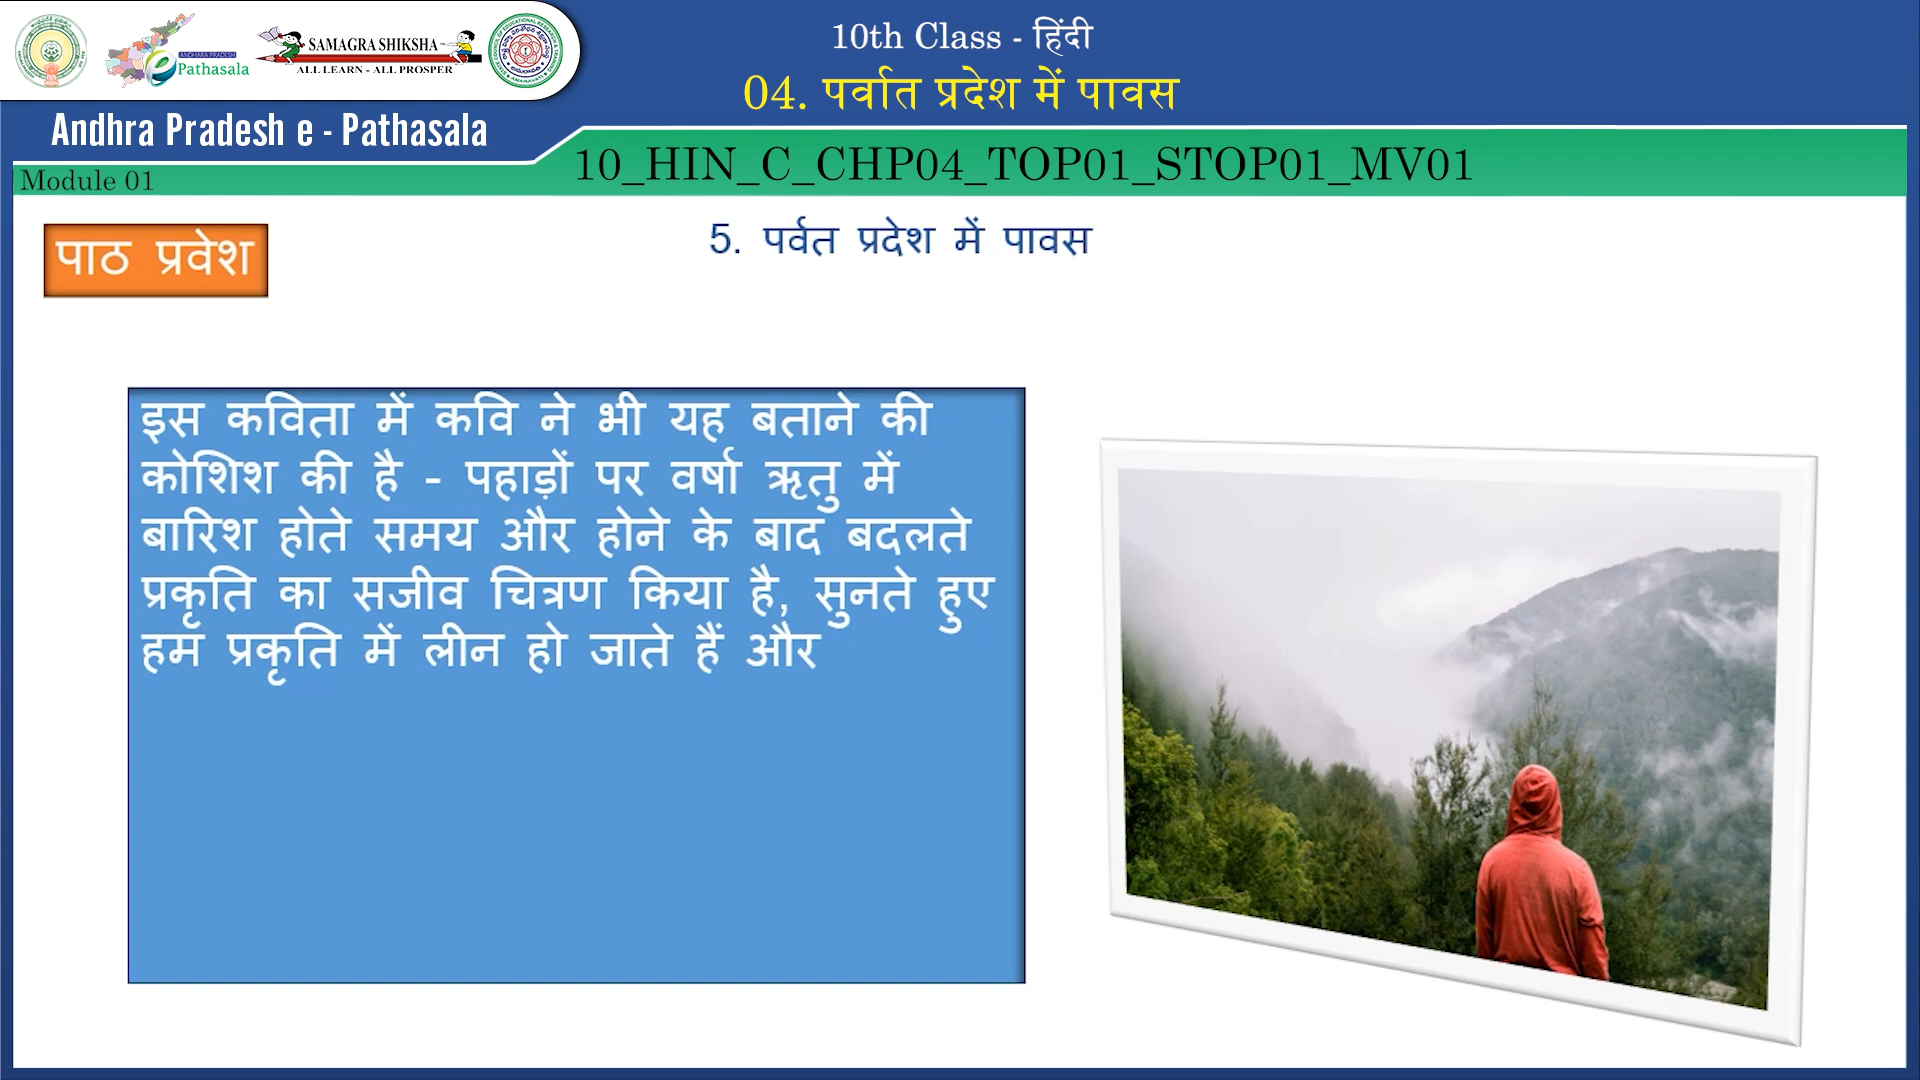 ANDHRA PRADESH
e Pathasala
SAMAGRA SHIKSHA
ALL LEARN - ALL PROSPER
Andhra Pradesh e - Pathasala
Module 01
10th Class - हिंदी
04. पर्वात प्रदेश में पावस
10_HIN_C_CHP04_TOP01_STOP01_MV01
पाठ प्रवेश
5. पर्वत प्रदेश में पावस
इस कविता में कवि ने भी यह बताने की
कोशिश की है - पहाड़ों पर वर्षा ऋतु में
बारिश होते समय और होने के बाद बदलते
प्रकृति का सजीव चित्रण किया है, सुनते हुए
हम प्रकृति में लीन हो जाते हैं और